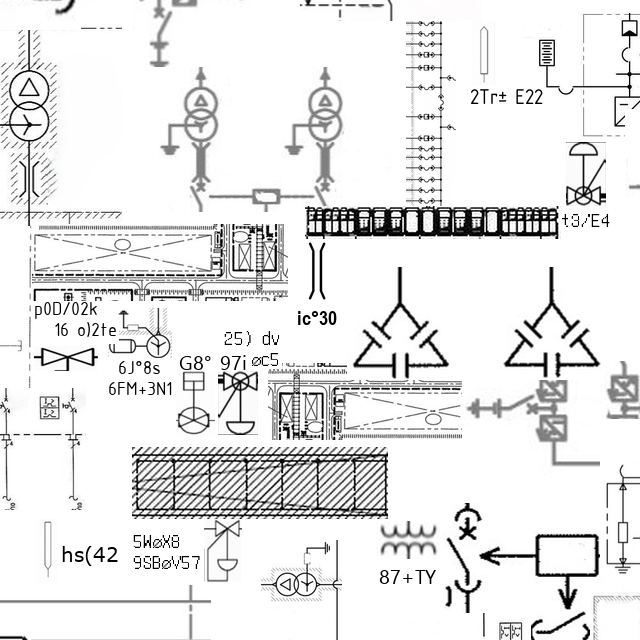 2Tr± E22
t3/E4
ic°30
p0D/02k
16 o)2te
25) dv
97i øc5
G8°
6J°8s
6FM+3N1
hs(42
5WøX8
9SBøV57
87+TY